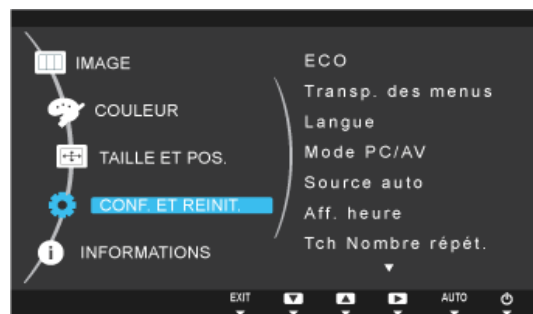 IMAGE
COULEUR
TAILLE ET POS.
CONF. ET REINIT.
INFORMATIONS
ECO
Transp. des menus
Langue
Mode PC/AV
Source auto
Aff. heure
Tch Nombre répét.
EXIT
AUTO